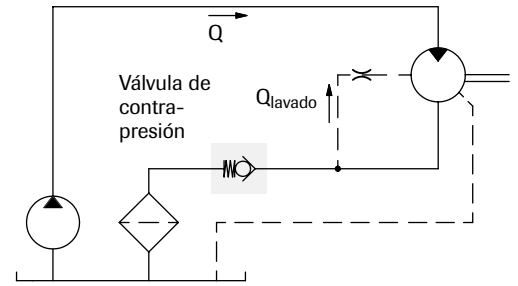 Q
Válvula de
contra-
presión
Qlavado